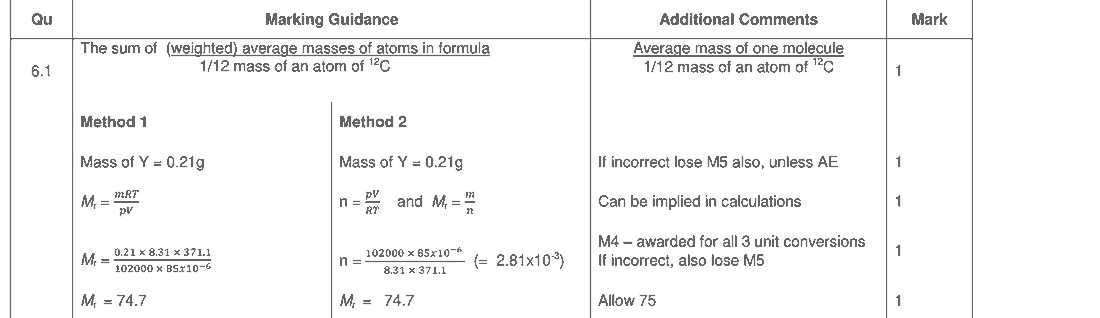 Qu Marking Guidance Additional Comments Mark
The sum of (weighted) average masses of atoms in formula Average mass of one molecule
6.1 1/12 mass of an atom of ¹²C 1/12 mass of an atom of ¹²C 1
Method 1 Method 2
Mass of Y = 0.21g Mass of Y = 0.21g If incorrect lose M5 also, unless AE 1
Mᵣ = mRT/pV n = pV/RT and Mᵣ = m/n Can be implied in calculations 1
M4 – awarded for all 3 unit conversions
Mᵣ = 0.21 × 8.31 × 371.1/102000 × 85x10⁻⁶ n = 102000 × 85x10⁻⁶/8.31 × 371.1 (= 2.81x10⁻³) If incorrect, also lose M5 1
Mᵣ = 74.7 Mᵣ = 74.7 Allow 75 1